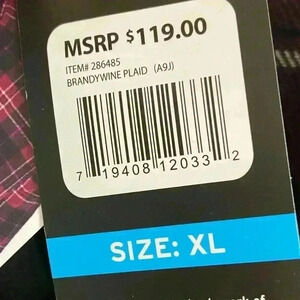 MSRP $119.00
ITEM# 286485
BRANDYWINE PLAID (A9J)
7 19408 12033 2
SIZE: XL